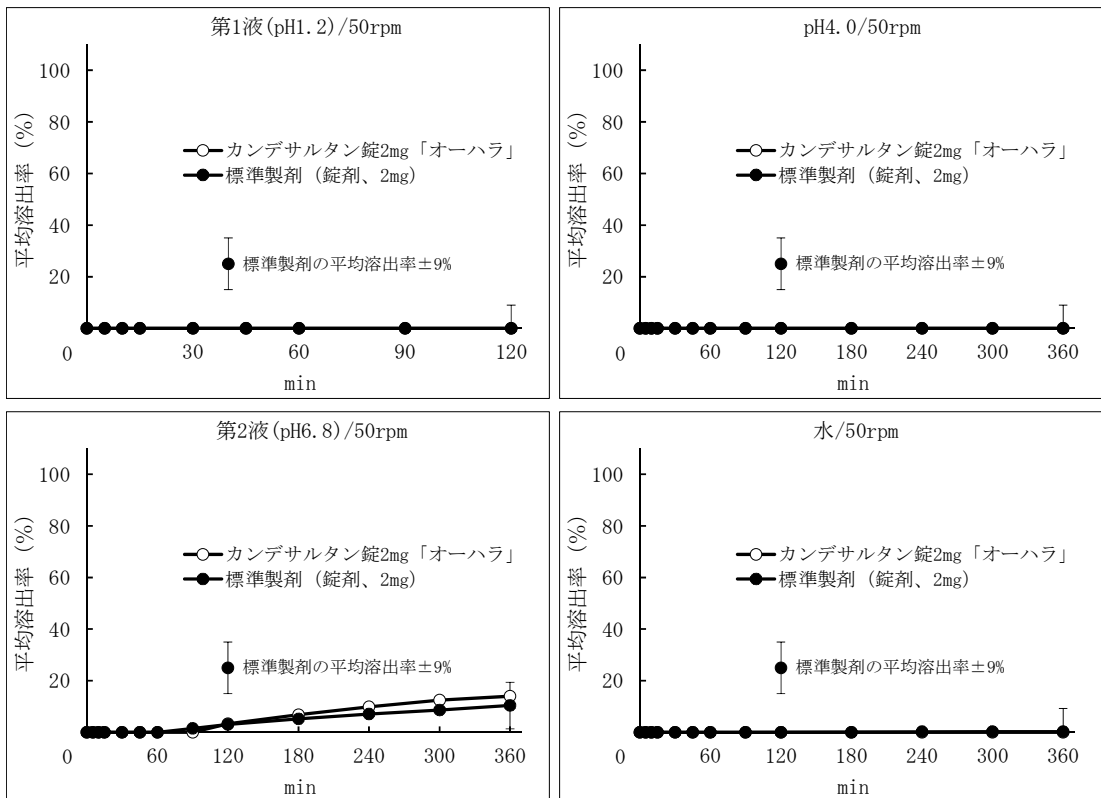 第1液(pH1.2)/50rpm
平均溶出率 (%)
100
80
60
40
20
0
カンデサルタン錠2mg「オーハラ」
標準製剤 (錠剤、2mg)
標準製剤の平均溶出率±9%
30 60 90 120
min
pH4.0/50rpm
平均溶出率 (%)
100
80
60
40
20
0
カンデサルタン錠2mg「オーハラ」
標準製剤 (錠剤、2mg)
標準製剤の平均溶出率±9%
60 120 180 240 300 360
min
第2液(pH6.8)/50rpm
平均溶出率 (%)
100
80
60
40
20
0
カンデサルタン錠2mg「オーハラ」
標準製剤 (錠剤、2mg)
標準製剤の平均溶出率±9%
60 120 180 240 300 360
min
水/50rpm
平均溶出率 (%)
100
80
60
40
20
0
カンデサルタン錠2mg「オーハラ」
標準製剤 (錠剤、2mg)
標準製剤の平均溶出率±9%
60 120 180 240 300 360
min